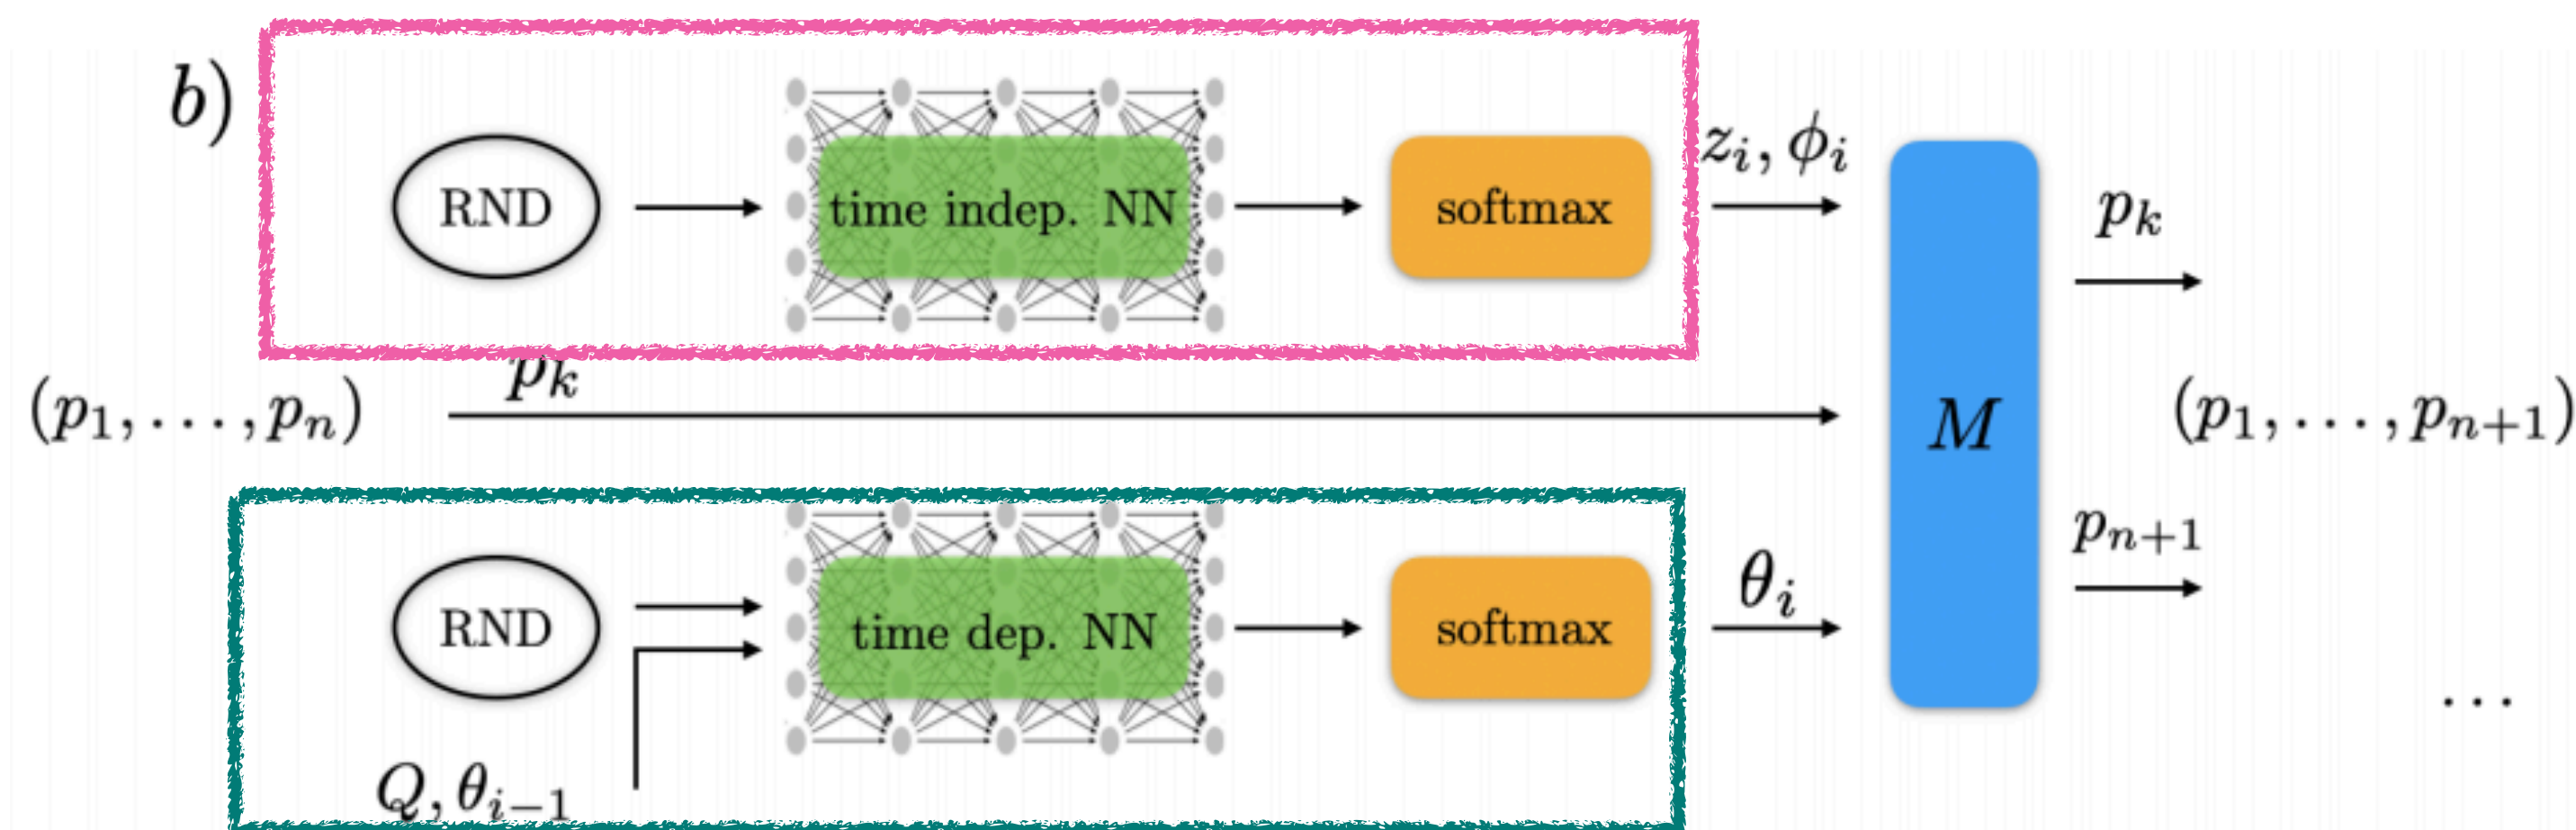 b)
RND
time indep. NN
softmax
z_i, ϕ_i
p_k
p_k
(p_1, . . . , p_n)
M
(p_1, . . . , p_{n+1})
p_{n+1}
RND
time dep. NN
softmax
θ_i
Q, θ_{i−1}
. . .